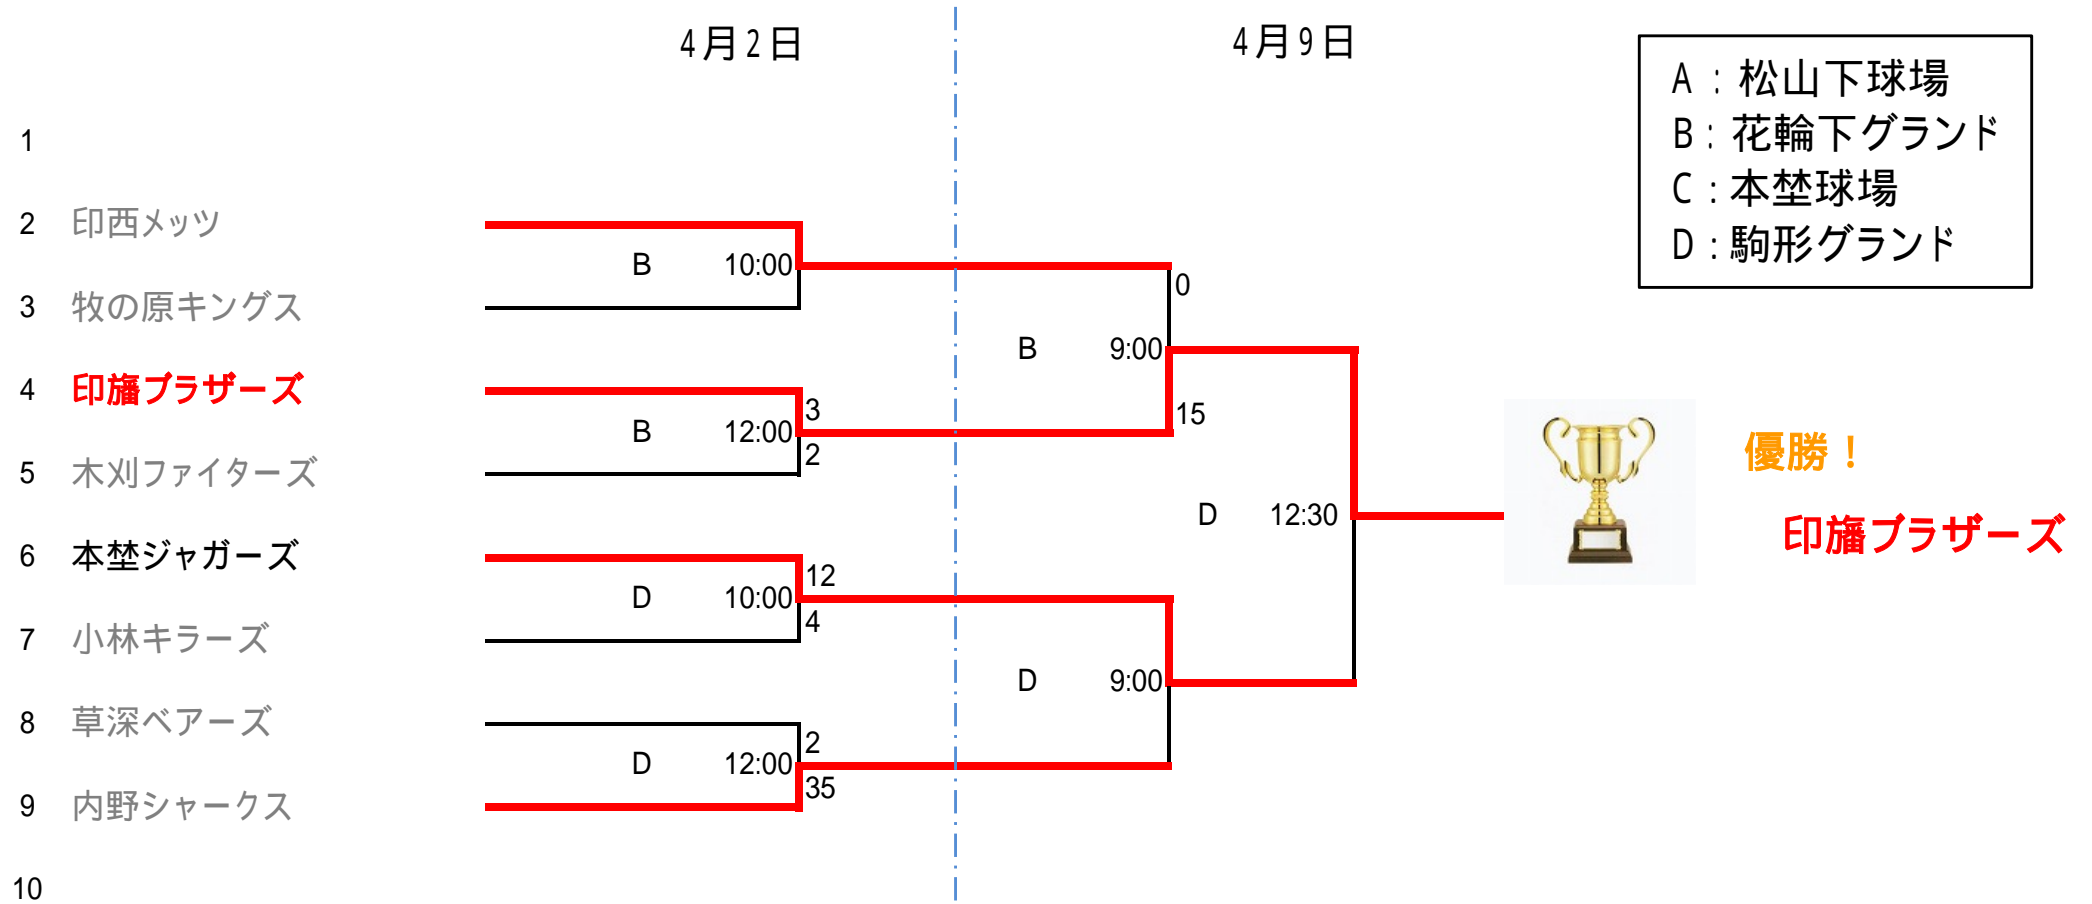 4月2日
4月9日
A：松山下球場
B：花輪下グランド
C：本埜球場
D：駒形グランド
1
2 印西メッツ
B 10:00
0
3 牧の原キングス
B 9:00
4 印旛ブラザーズ
3
15
B 12:00
2
優勝！
5 木刈ファイターズ
D 12:30
印旛ブラザーズ
6 本埜ジャガーズ
12
D 10:00
4
7 小林キラーズ
D 9:00
8 草深ベアーズ
2
D 12:00
35
9 内野シャークス
10